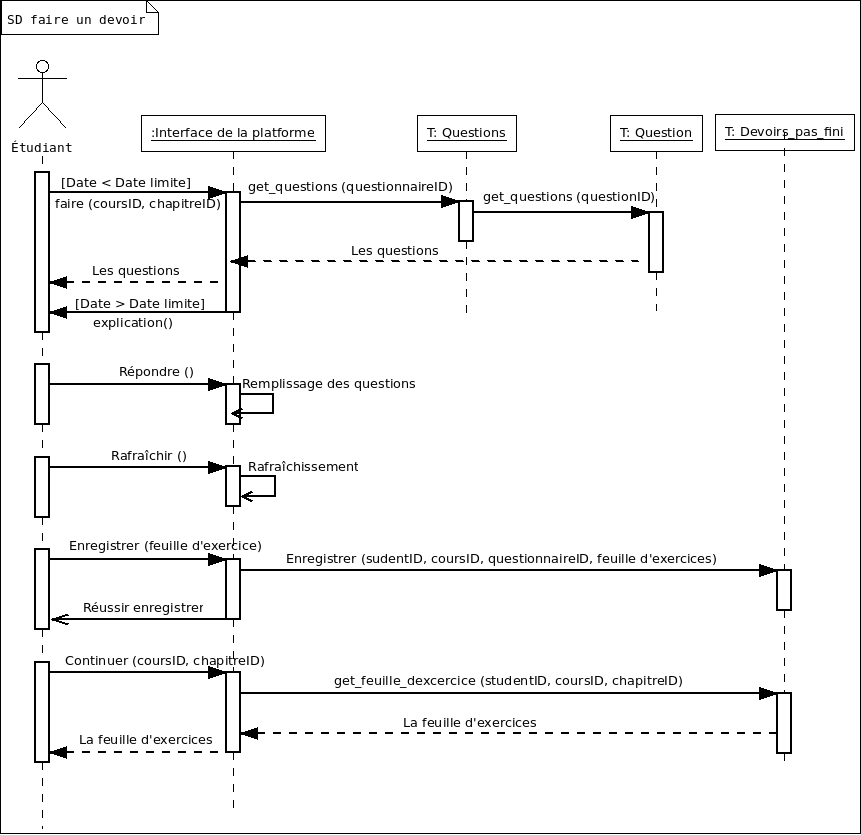 SD faire un devoir
Étudiant
:Interface de la platforme
T: Questions
T: Question
T: Devoirs_pas_fini
[Date < Date limite]
faire (coursID, chapitreID)
get_questions (questionnaireID)
get_questions (questionID)
Les questions
Les questions
[Date > Date limite]
explication()
Répondre ()
Remplissage des questions
Rafraîchir ()
Rafraîchissement
Enregistrer (feuille d'exercice)
Enregistrer (sudentID, coursID, questionnaireID, feuille d'exercices)
Réussir enregistrer
Continuer (coursID, chapitreID)
get_feuille_dexcercice (studentID, coursID, chapitreID)
La feuille d'exercices
La feuille d'exercices